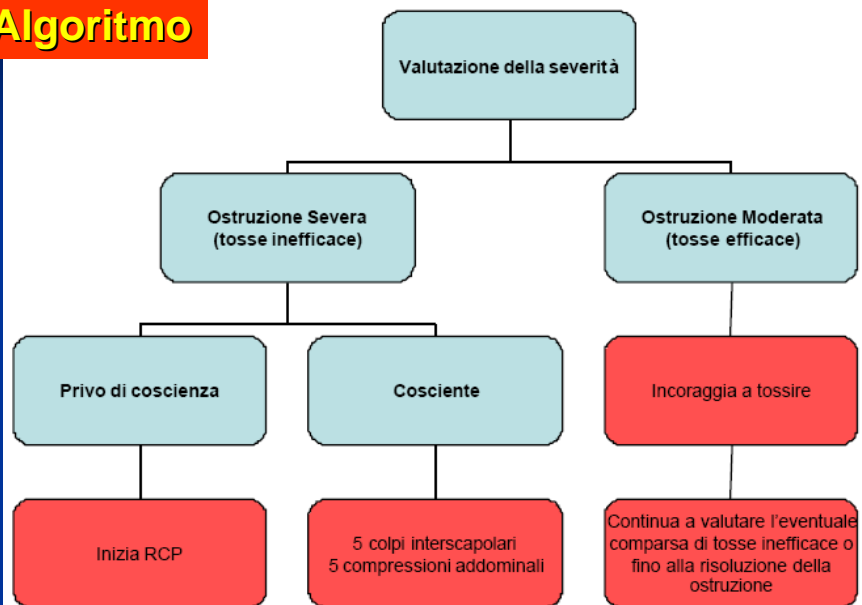 Algoritmo
Valutazione della severità
Ostruzione Severa
(tosse inefficace)
Ostruzione Moderata
(tosse efficace)
Privo di coscienza
Cosciente
Incoraggia a tossire
Inizia RCP
5 colpi interscapolari
5 compressioni addominali
Continua a valutare l'eventuale
comparsa di tosse inefficace o
fino alla risoluzione della
ostruzione